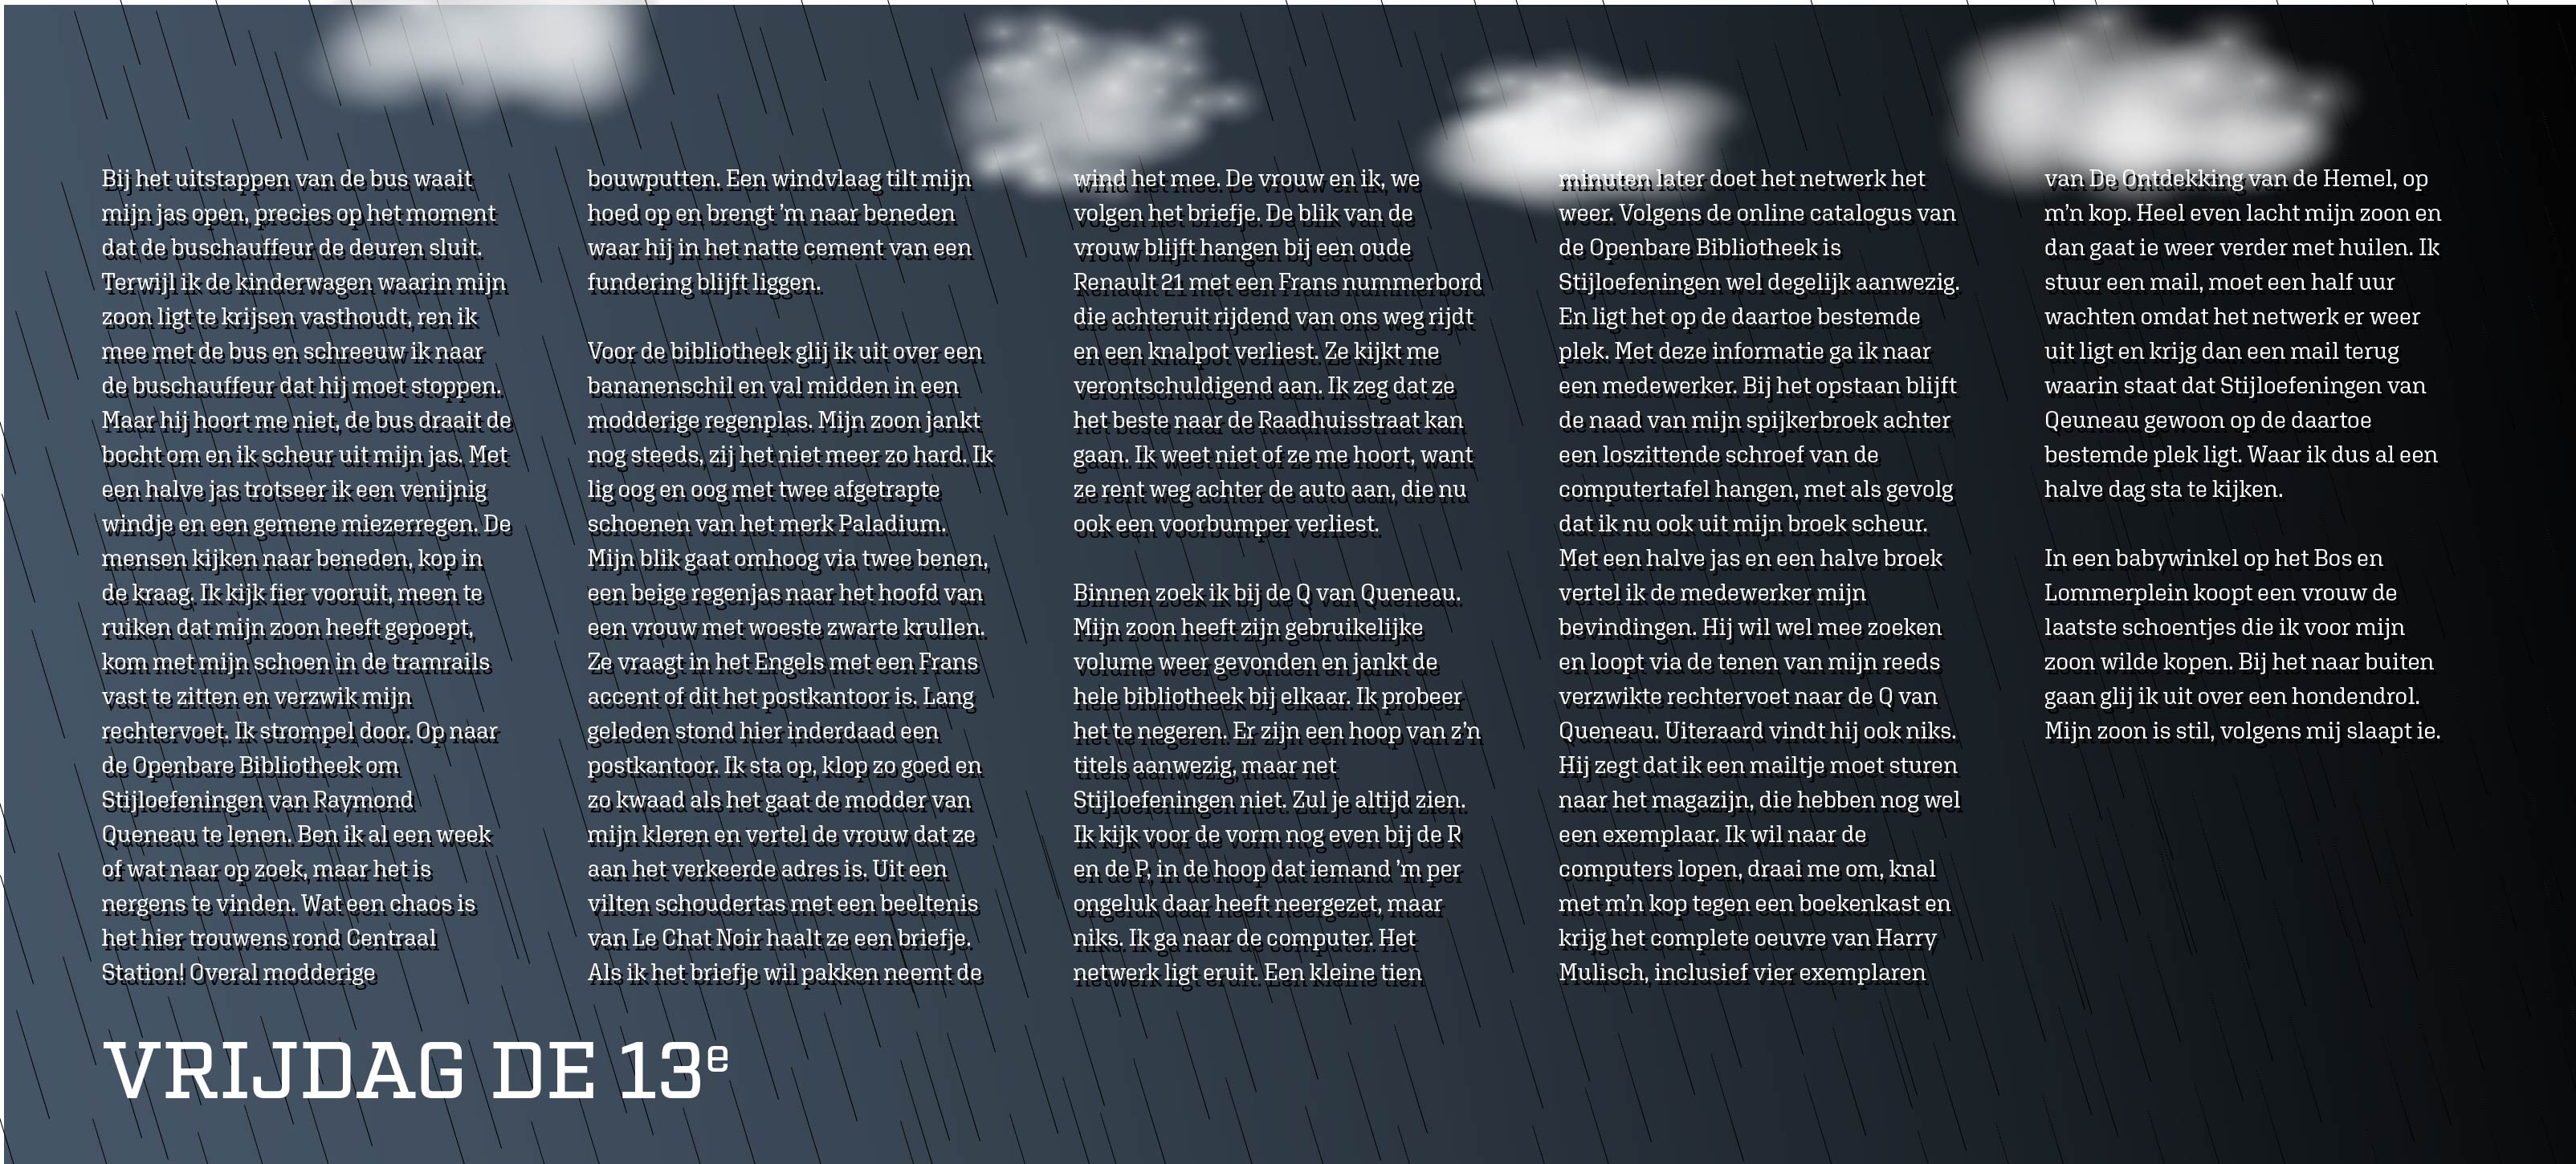 Bij het uitstappen van de bus waait
mijn jas open, precies op het moment
dat de buschauffeur de deuren sluit.
Terwijl ik de kinderwagen waarin mijn
zoon ligt te krijsen vasthoudt, ren ik
mee met de bus en schreeuw ik naar
de buschauffeur dat hij moet stoppen.
Maar hij hoort me niet, de bus draait de
bocht om en ik scheur uit mijn jas. Met
een halve jas trotseer ik een venijnig
windje en een gemene miezerregen. De
mensen kijken naar beneden, kop in
de kraag. Ik kijk fier vooruit, meen te
ruiken dat mijn zoon heeft gepoept,
kom met mijn schoen in de tramrails
vast te zitten en verzwik mijn
rechtervoet. Ik strompel door. Op naar
de Openbare Bibliotheek om
Stijloefeningen van Raymond
Queneau te lenen. Ben ik al een week
of wat naar op zoek, maar het is
nergens te vinden. Wat een chaos is
het hier trouwens rond Centraal
Station! Overal modderige
bouwputten. Een windvlaag tilt mijn
hoed op en brengt ’m naar beneden
waar hij in het natte cement van een
fundering blijft liggen.
Voor de bibliotheek glij ik uit over een
bananenschil en val midden in een
modderige regenplas. Mijn zoon jankt
nog steeds, zij het niet meer zo hard. Ik
lig oog en oog met twee afgetrapte
schoenen van het merk Paladium.
Mijn blik gaat omhoog via twee benen,
een beige regenjas naar het hoofd van
een vrouw met woeste zwarte krullen.
Ze vraagt in het Engels met een Frans
accent of dit het postkantoor is. Lang
geleden stond hier inderdaad een
postkantoor. Ik sta op, klop zo goed en
zo kwaad als het gaat de modder van
mijn kleren en vertel de vrouw dat ze
aan het verkeerde adres is. Uit een
vilten schoudertas met een beeltenis
van Le Chat Noir haalt ze een briefje.
Als ik het briefje wil pakken neemt de
wind het mee. De vrouw en ik, we
volgen het briefje. De blik van de
vrouw blijft hangen bij een oude
Renault 21 met een Frans nummerbord
die achteruit rijdend van ons weg rijdt
en een knalpot verliest. Ze kijkt me
verontschuldigend aan. Ik zeg dat ze
het beste naar de Raadhuisstraat kan
gaan. Ik weet niet of ze me hoort, want
ze rent weg achter de auto aan, die nu
ook een voorbumper verliest.
Binnen zoek ik bij de Q van Queneau.
Mijn zoon heeft zijn gebruikelijke
volume weer gevonden en jankt de
hele bibliotheek bij elkaar. Ik probeer
het te negeren. Er zijn een hoop van z’n
titels aanwezig, maar net
Stijloefeningen niet. Zul je altijd zien.
Ik kijk voor de vorm nog even bij de R
en de P, in de hoop dat iemand ’m per
ongeluk daar heeft neergezet, maar
niks. Ik ga naar de computer. Het
netwerk ligt eruit. Een kleine tien
minuten later doet het netwerk het
weer. Volgens de online catalogus van
de Openbare Bibliotheek is
Stijloefeningen wel degelijk aanwezig.
En ligt het op de daartoe bestemde
plek. Met deze informatie ga ik naar
een medewerker. Bij het opstaan blijft
de naad van mijn spijkerbroek achter
een loszittende schroef van de
computertafel hangen, met als gevolg
dat ik nu ook uit mijn broek scheur.
Met een halve jas en een halve broek
vertel ik de medewerker mijn
bevindingen. Hij wil wel mee zoeken
en loopt via de tenen van mijn reeds
verzwikte rechtervoet naar de Q van
Queneau. Uiteraard vindt hij ook niks.
Hij zegt dat ik een mailtje moet sturen
naar het magazijn, die hebben nog wel
een exemplaar. Ik wil naar de
computers lopen, draai me om, knal
met m’n kop tegen een boekenkast en
krijg het complete oeuvre van Harry
Mulisch, inclusief vier exemplaren
van De Ontdekking van de Hemel, op
m’n kop. Heel even lacht mijn zoon en
dan gaat ie weer verder met huilen. Ik
stuur een mail, moet een half uur
wachten omdat het netwerk er weer
uit ligt en krijg dan een mail terug
waarin staat dat Stijloefeningen van
Qeuneau gewoon op de daartoe
bestemde plek ligt. Waar ik dus al een
halve dag sta te kijken.
In een babywinkel op het Bos en
Lommerplein koopt een vrouw de
laatste schoentjes die ik voor mijn
zoon wilde kopen. Bij het naar buiten
gaan glij ik uit over een hondendrol.
Mijn zoon is stil, volgens mij slaapt ie.
VRIJDAG DE 13e